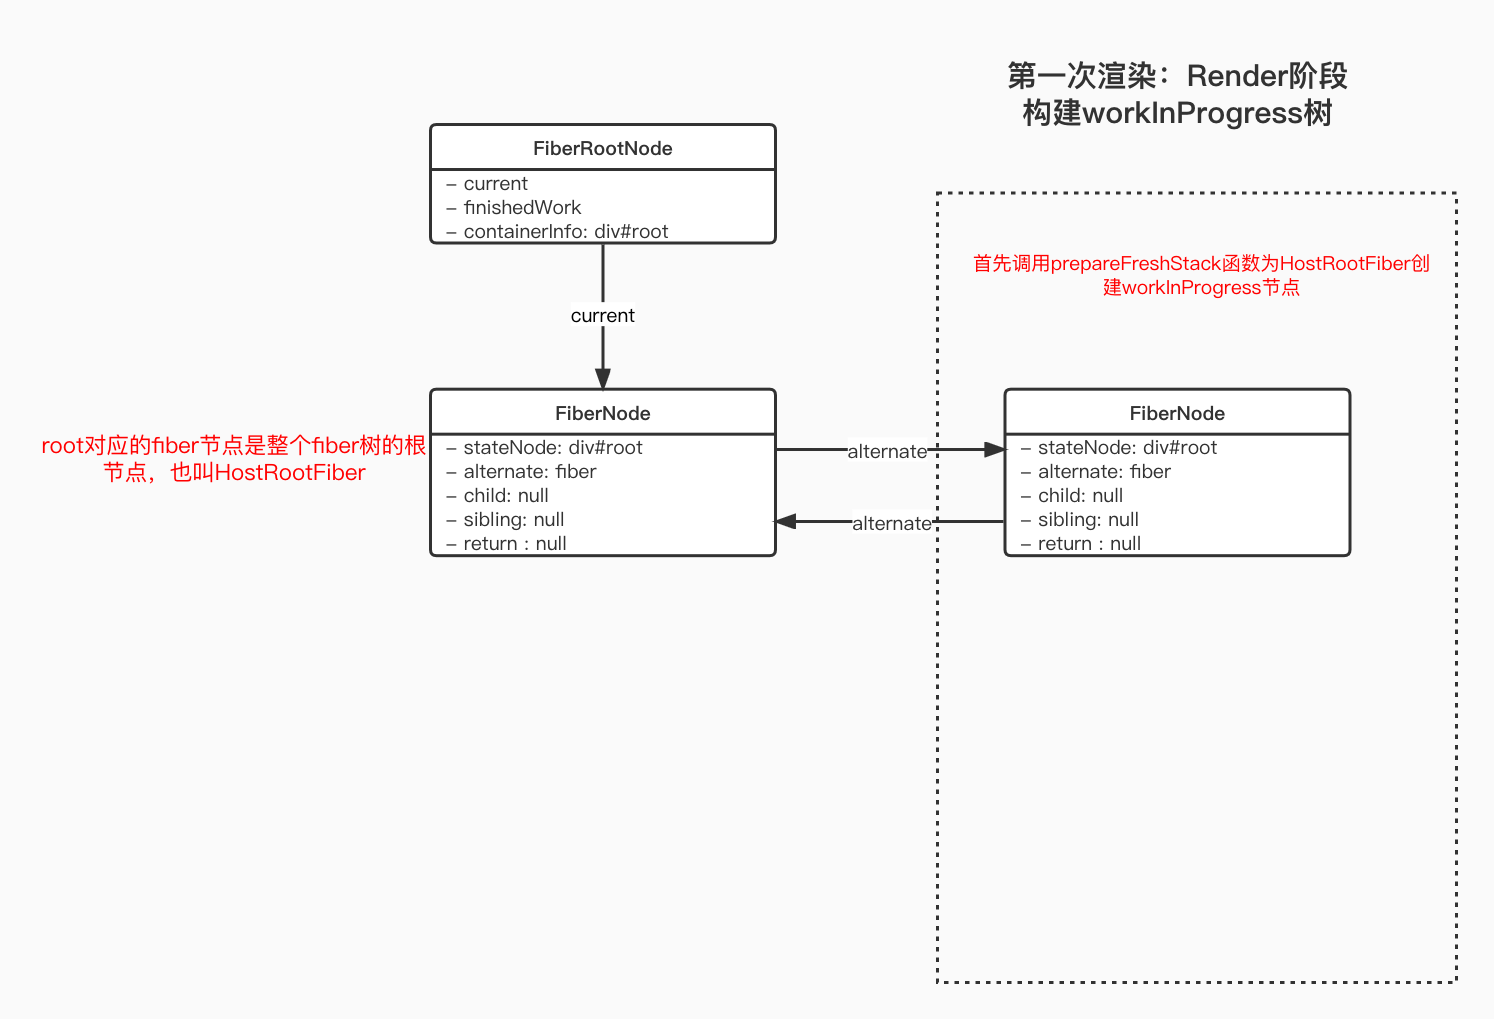 第一次渲染：Render阶段
构建workInProgress树
FiberRootNode
- current
- finishedWork
- containerInfo: div#root
首先调用prepareFreshStack函数为HostRootFiber创
建workInProgress节点
current
root对应的fiber节点是整个fiber树的根
节点，也叫HostRootFiber
FiberNode
- stateNode: div#root
- alternate: fiber
- child: null
- sibling: null
- return : null
alternate
alternate
FiberNode
- stateNode: div#root
- alternate: fiber
- child: null
- sibling: null
- return : null